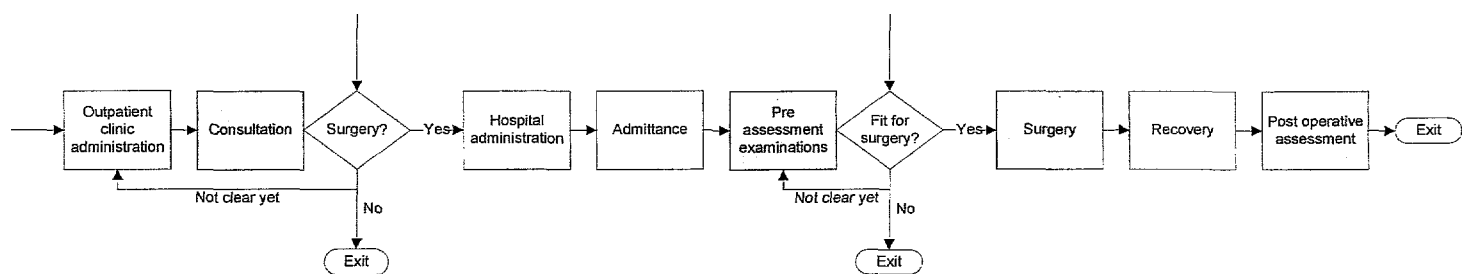 Outpatient
clinic
administration
Consultation
Surgery?
Yes
Hospital
administration
Admittance
Pre
assessment
examinations
Fit for
surgery?
Yes
Surgery
Recovery
Post operative
assessment
Exit
Not clear yet
No
Exit
Not clear yet
No
Exit